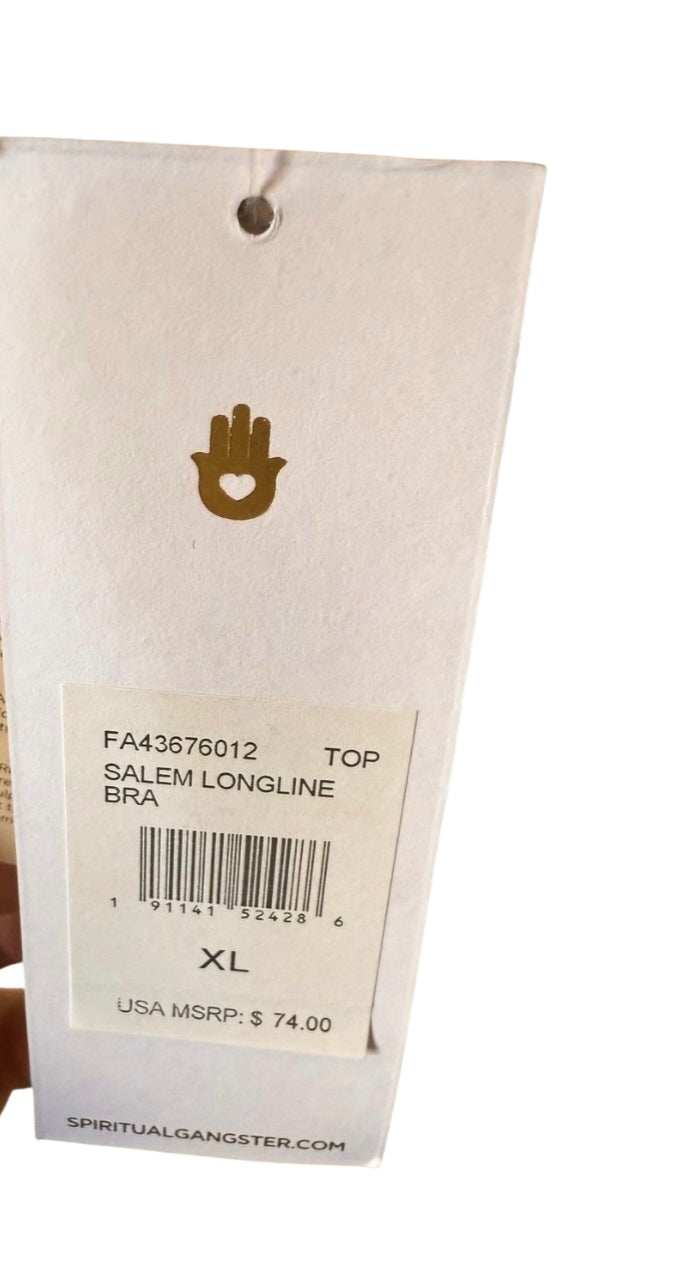 FA43676012 TOP
SALEM LONGLINE
BRA
1 91141 52428 6
XL
USA MSRP: $ 74.00
SPIRITUALGANGSTER.COM